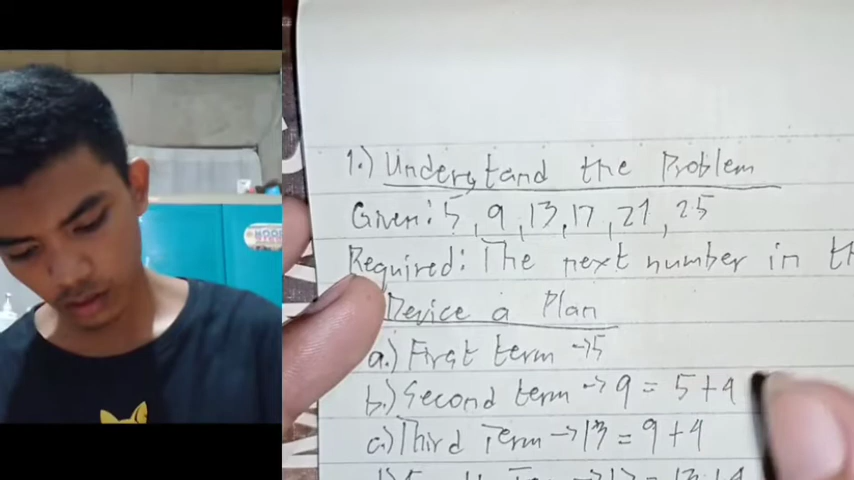 1.) Understand the Problem
Given: 5, 9, 13, 17, 21, 25
Required: The next number in th
Device a Plan
a.) First term → 5
b.) Second term → 9 = 5 + 4
c.) Third Term → 13 = 9 + 4